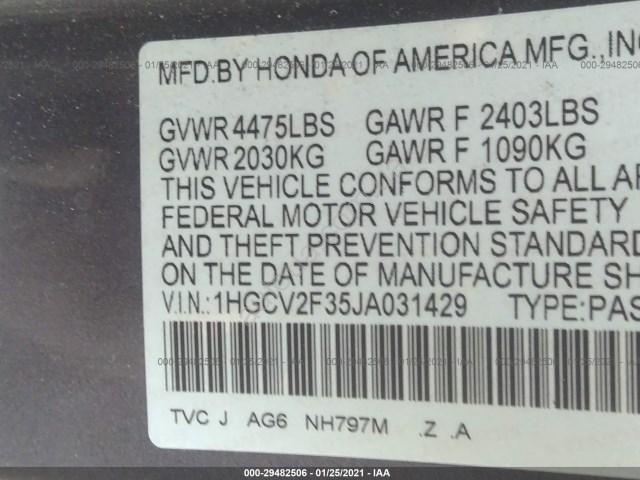 MFD.BY HONDA OF AMERICA MFG.,INC
GVWR 4475LBS GAWR F 2403LBS
GVWR 2030KG GAWR F 1090KG
THIS VEHICLE CONFORMS TO ALL AP
FEDERAL MOTOR VEHICLE SAFETY
AND THEFT PREVENTION STANDARD
ON THE DATE OF MANUFACTURE SH
V.I.N.: 1HGCV2F35JA031429 TYPE:PAS
TVC J AG6 NH797M .Z .A
000-29482506 - 01/25/2021 - IAA